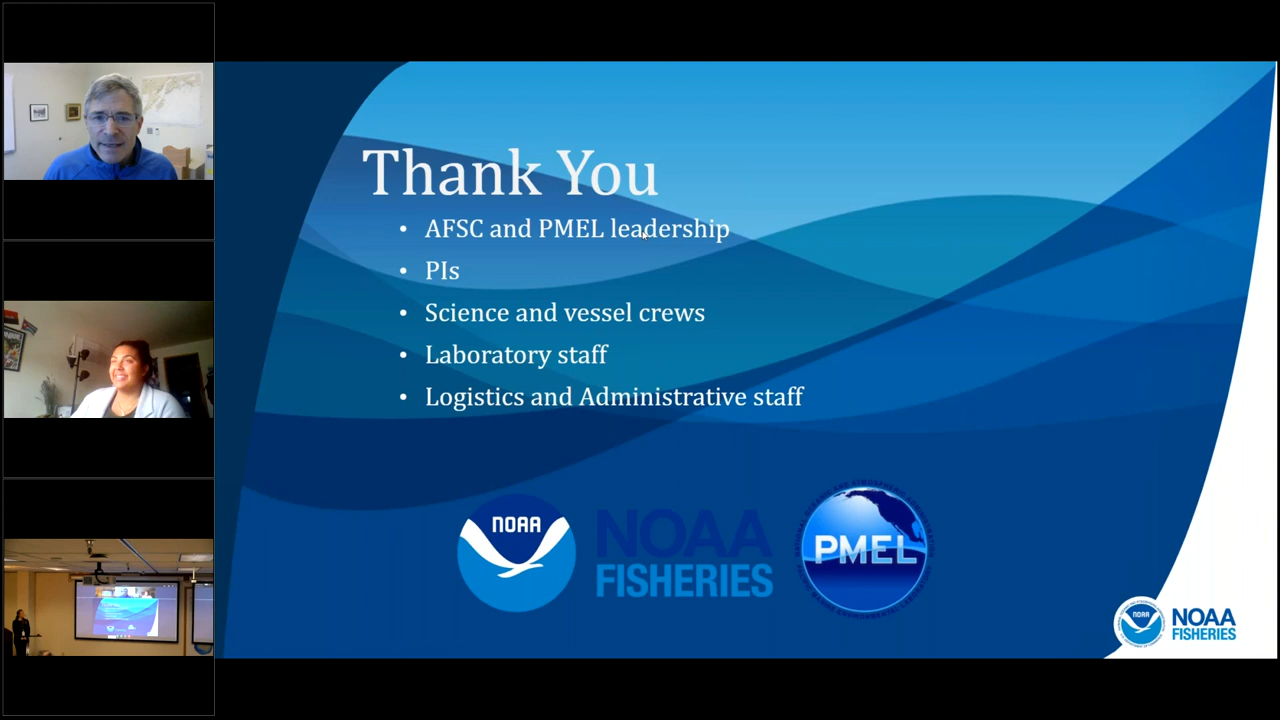 Thank You
• AFSC and PMEL leadership
• PIs
• Science and vessel crews
• Laboratory staff
• Logistics and Administrative staff
NOAA
NOAA
FISHERIES
PMEL
NOAA
NOAA
FISHERIES